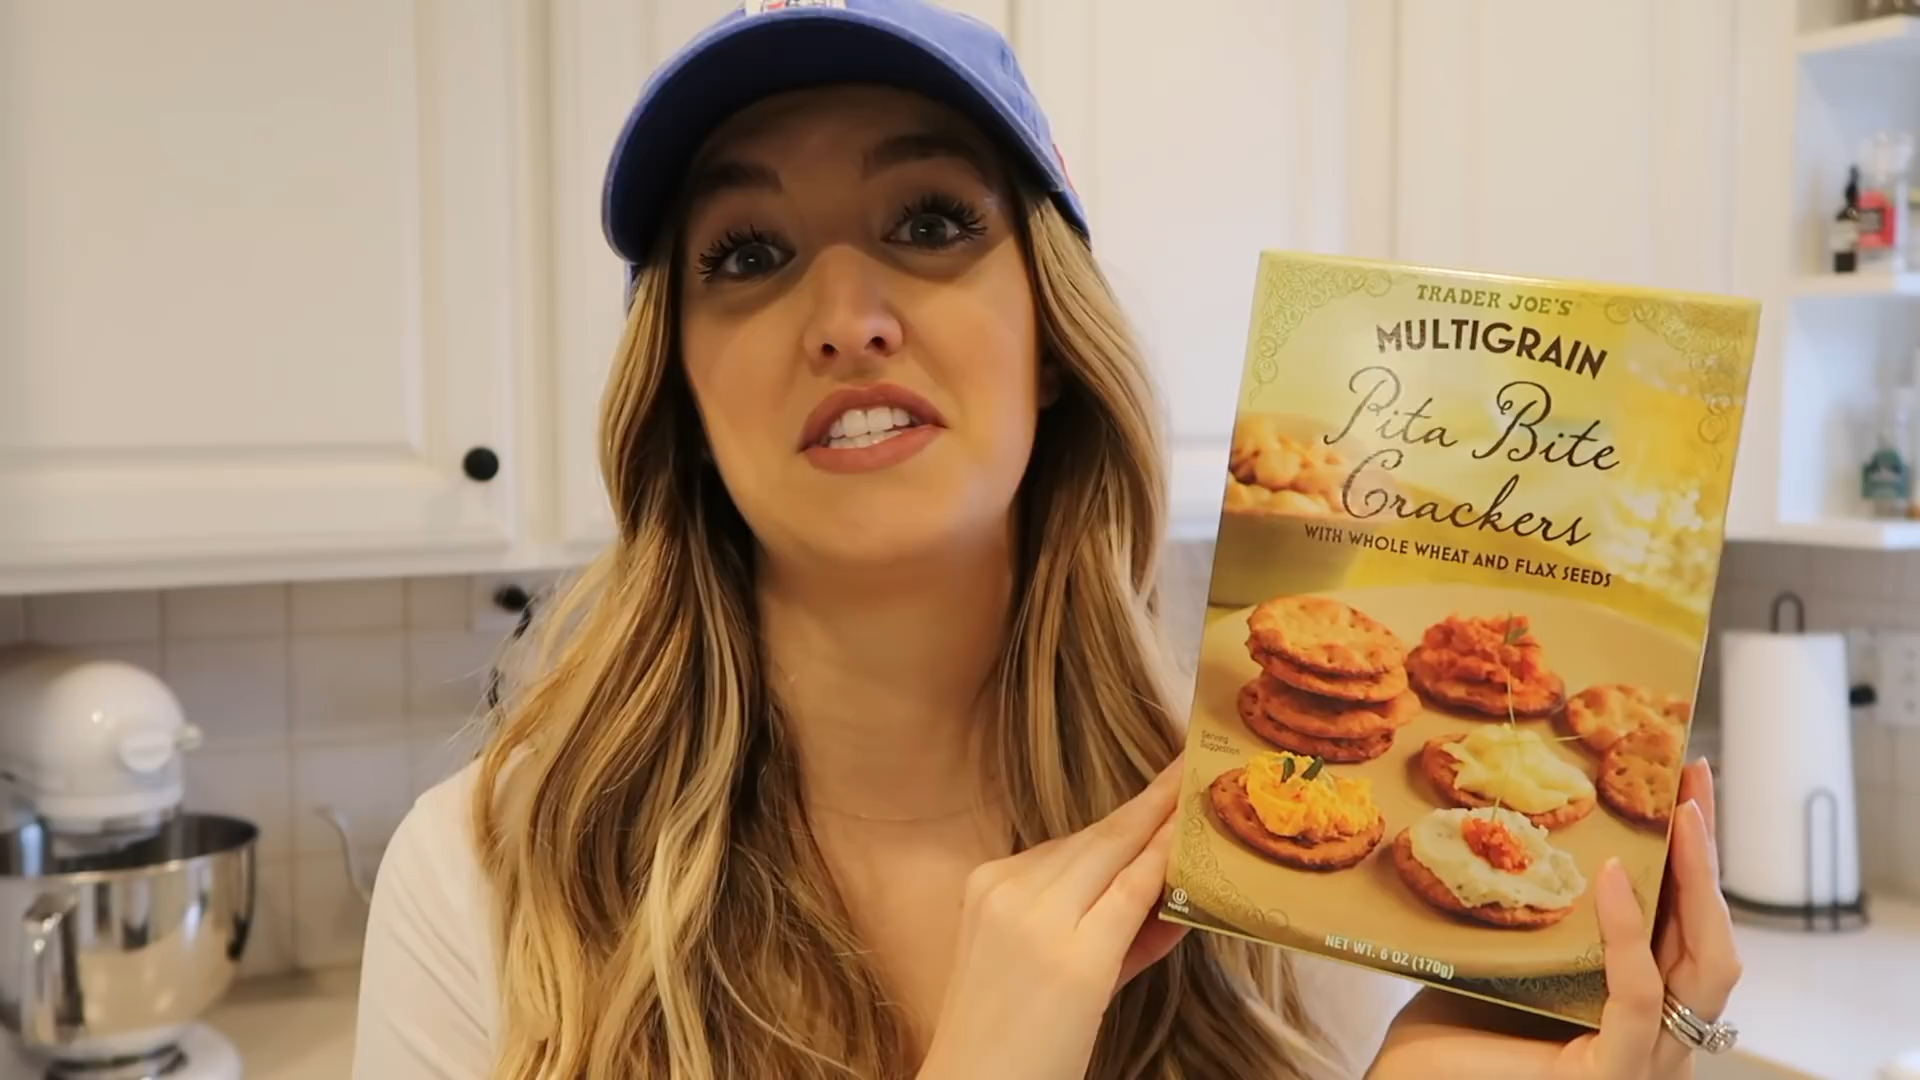 TRADER JOE'S
MULTIGRAIN
Pita Bite
Crackers
WITH WHOLE WHEAT AND FLAX SEEDS
Serving
Suggestion
NET WT. 6 OZ (170g)